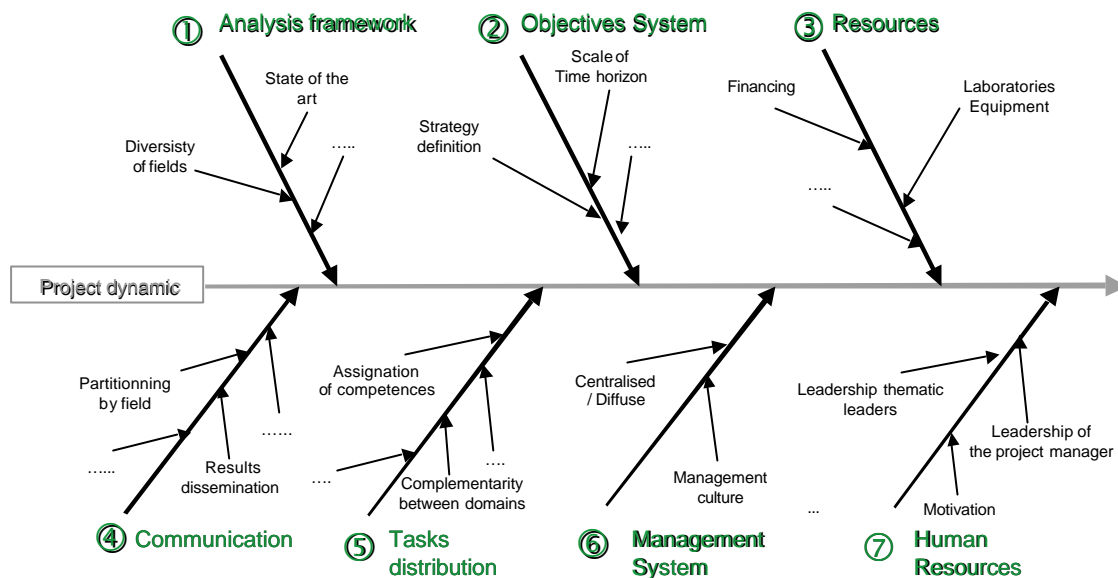 ① Analysis framework
② Objectives System
③ Resources
State of the
art
Diversisty
of fields
…..
Scale of
Time horizon
Strategy
definition
…..
Financing
Laboratories
Equipment
…..
Project dynamic
Partitionning
by field
…...
Results
dissemination
…...
Assignation
of competences
….
Complementarity
between domains
….
Centralised
/ Diffuse
Management
culture
Leadership thematic
leaders
Leadership of
the project manager
Motivation
...
④ Communication
⑤ Tasks
distribution
⑥ Management
System
⑦ Human
Resources